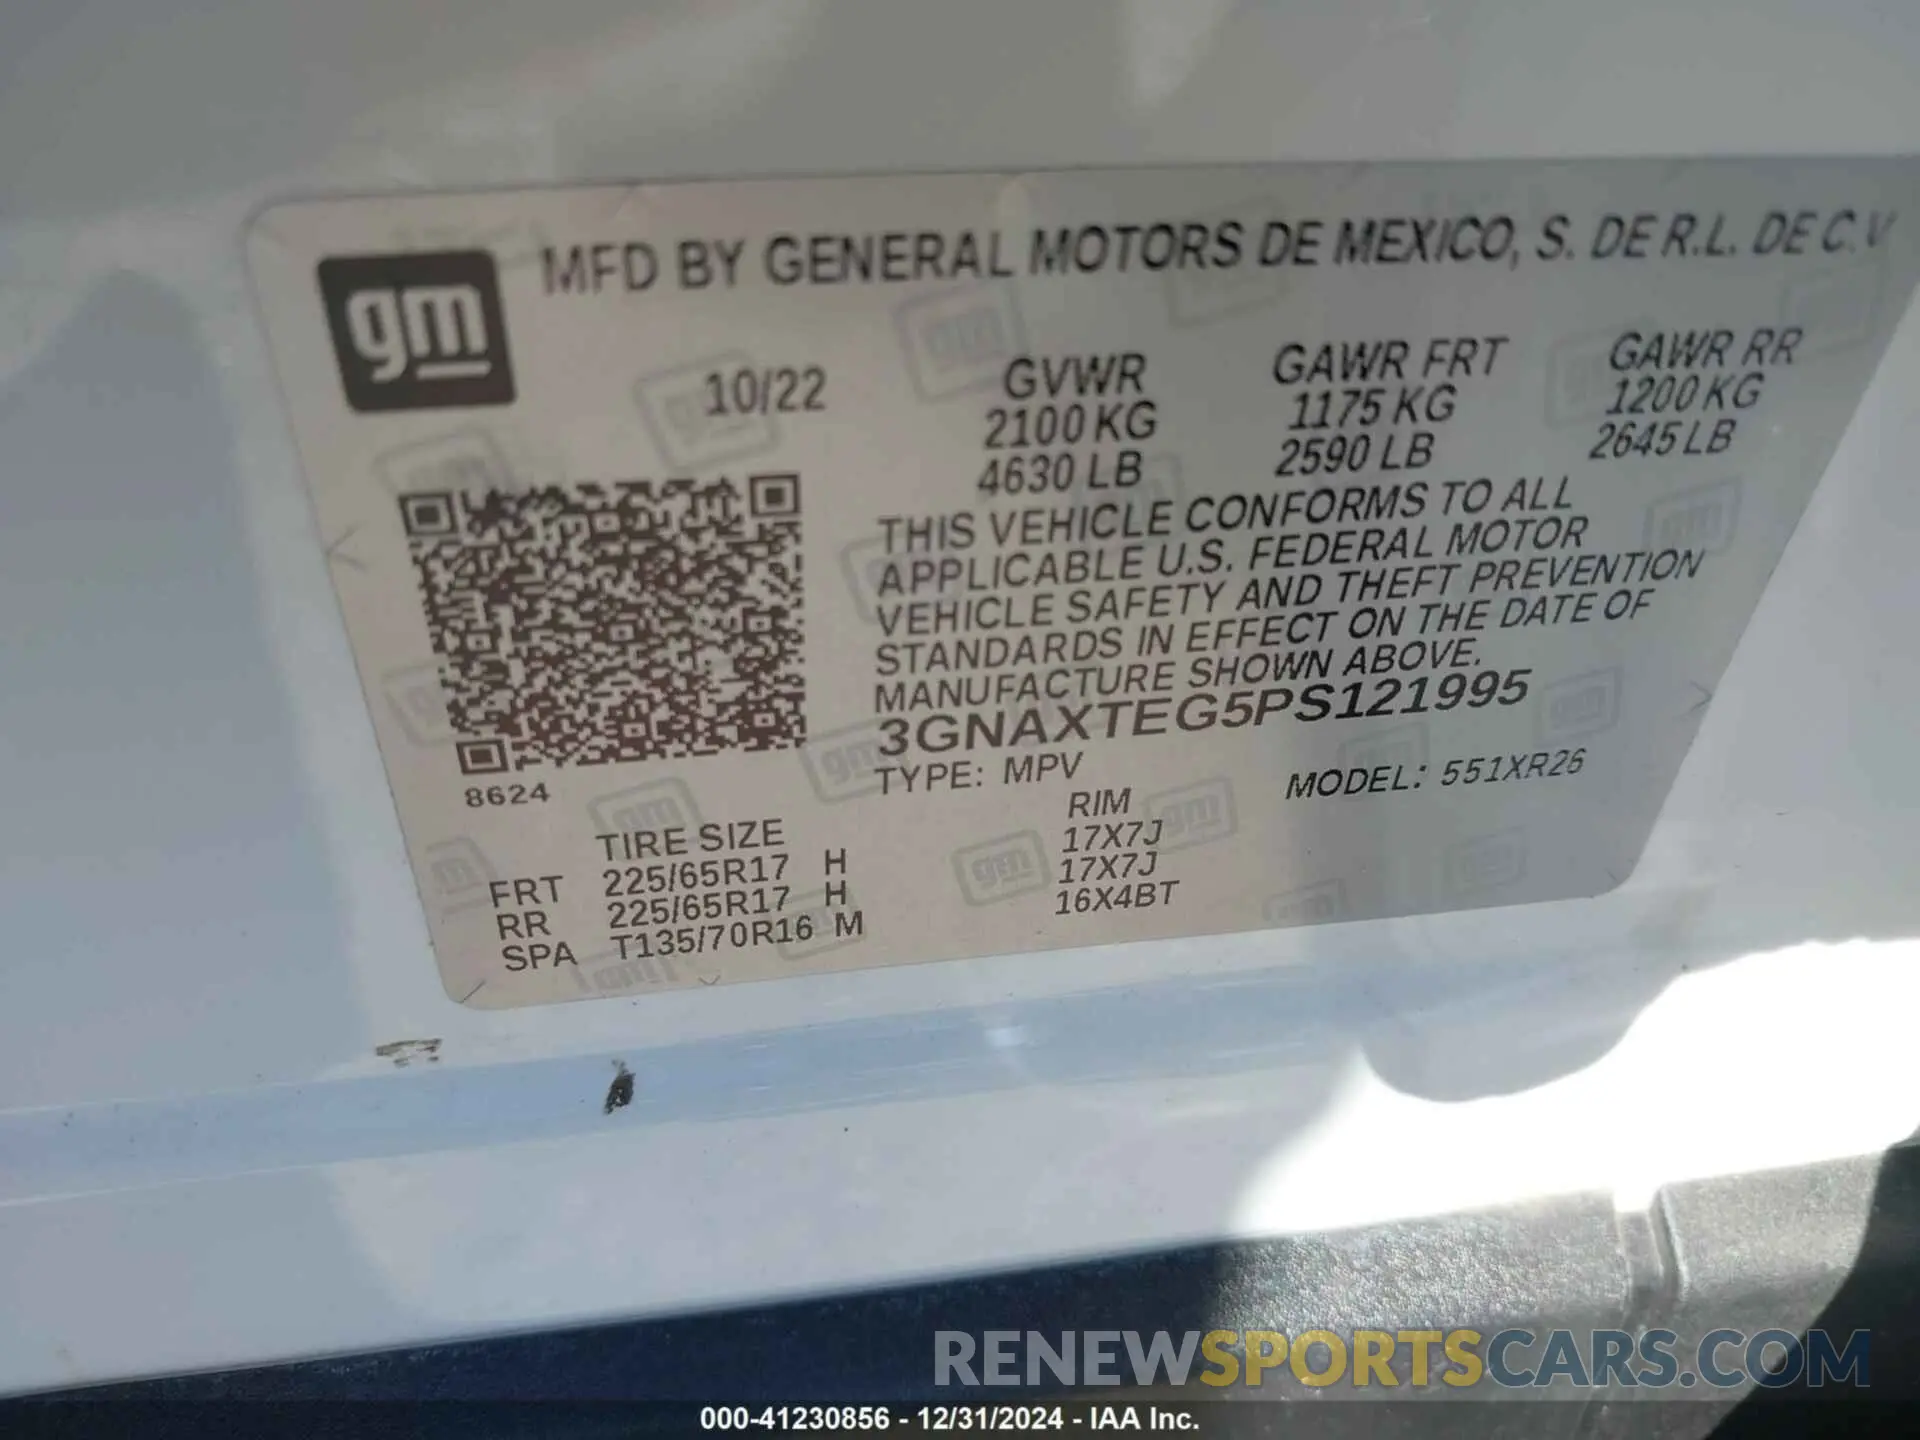 gm
MFD BY GENERAL MOTORS DE MEXICO, S. DE R.L. DE C.V
10/22
GVWR GAWR FRT GAWR RR
2100 KG 1175 KG 1200 KG
4630 LB 2590 LB 2645 LB
THIS VEHICLE CONFORMS TO ALL
APPLICABLE U.S. FEDERAL MOTOR
VEHICLE SAFETY AND THEFT PREVENTION
STANDARDS IN EFFECT ON THE DATE OF
MANUFACTURE SHOWN ABOVE.
3GNAXTEG5PS121995
TYPE: MPV MODEL: 551XR26
8624
TIRE SIZE RIM
FRT 225/65R17 H 17X7J
RR 225/65R17 H 17X7J
SPA T135/70R16 M 16X4BT
RENEWSPORTSCARS.COM
000-41230856 - 12/31/2024 - IAA Inc.